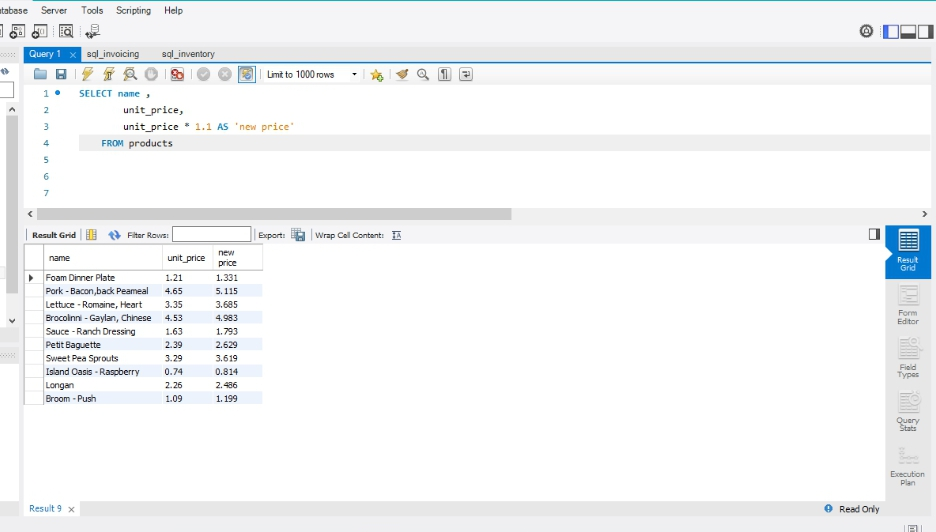 tabase Server Tools Scripting Help
Query 1 × sql_invoicing sql_inventory
Limit to 1000 rows
1 SELECT name ,
2 unit_price,
3 unit_price * 1.1 AS 'new price'
4 FROM products
5
6
7
Result Grid Filter Rows: Export: Wrap Cell Content:
name unit_price new price
Foam Dinner Plate 1.21 1.331
Pork - Bacon,back Peameal 4.65 5.115
Lettuce - Romaine, Heart 3.35 3.685
Brocolinni - Gaylan, Chinese 4.53 4.983
Sauce - Ranch Dressing 1.63 1.793
Petit Baguette 2.39 2.629
Sweet Pea Sprouts 3.29 3.619
Island Oasis - Raspberry 0.74 0.814
Longan 2.26 2.486
Broom - Push 1.09 1.199
Result
Grid
Form
Editor
Field
Types
Query
Stats
Execution
Plan
Result 9 × Read Only